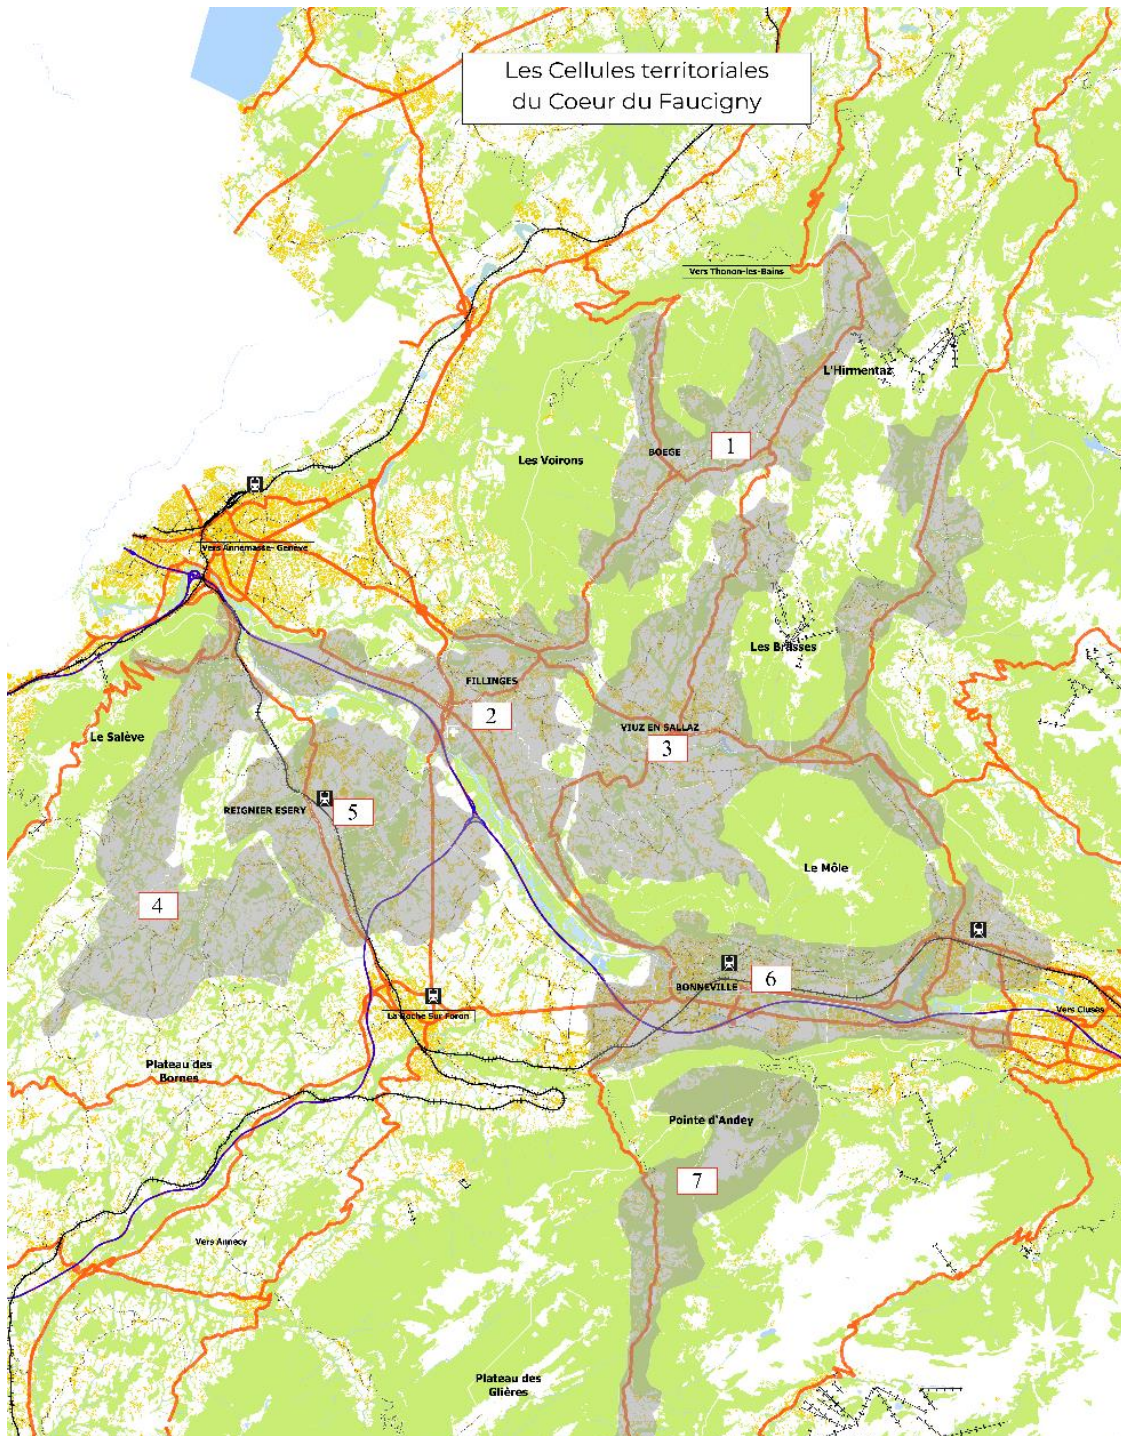 Les Cellules territoriales
du Coeur du Faucigny
Vers Thonon-les-Bains
L'Hirmentaz
1
BOEGE
Les Voirons
Vers Annemasse- Geneve
Les Brasses
FILLINGES
2
VIUZ EN SALLAZ
3
Le Salève
REIGNIER ESERY
5
Le Môle
4
6
BONNEVILLE
Vers Cluses
La Roche Sur Foron
Plateau des
Bornes
Pointe d'Andey
7
Vers Annecy
Plateau des
Glières